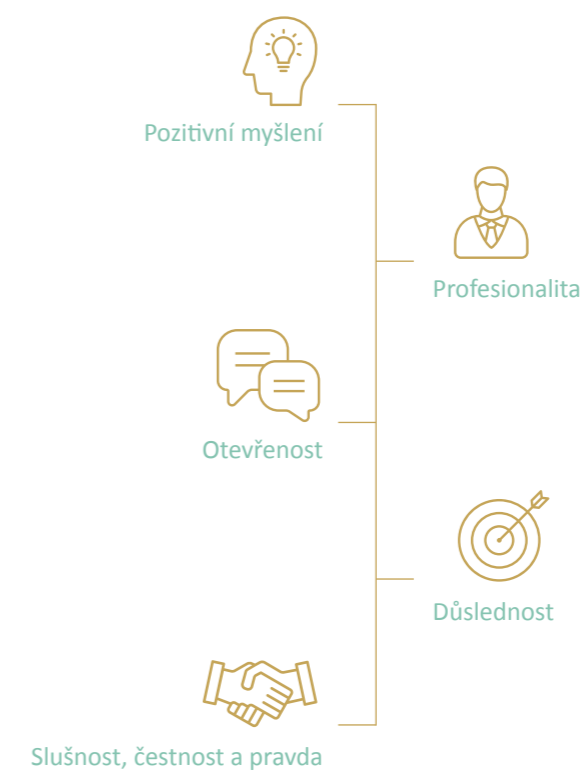 Pozitivní myšlení
Profesionalita
Otevřenost
Důslednost
Slušnost, čestnost a pravda